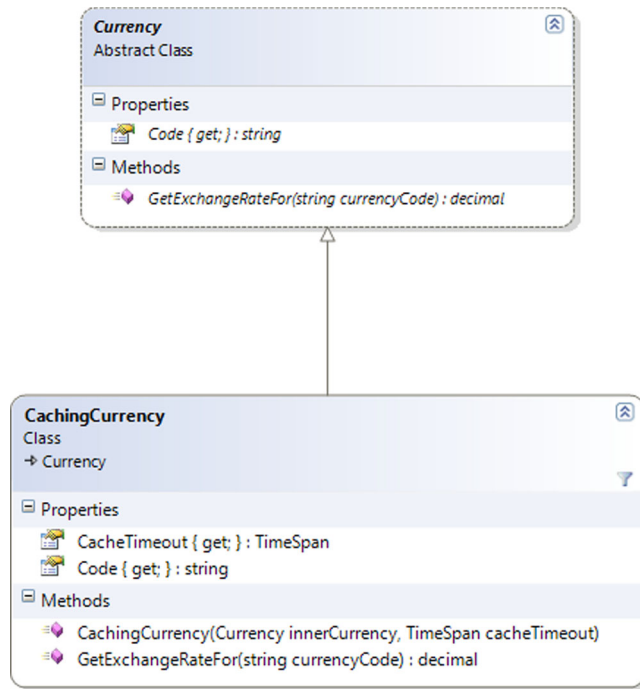 Currency
Abstract Class
Properties
Code { get; } : string
Methods
GetExchangeRateFor(string currencyCode) : decimal
CachingCurrency
Class
Currency
Properties
CacheTimeout { get; } : TimeSpan
Code { get; } : string
Methods
CachingCurrency(Currency innerCurrency, TimeSpan cacheTimeout)
GetExchangeRateFor(string currencyCode) : decimal